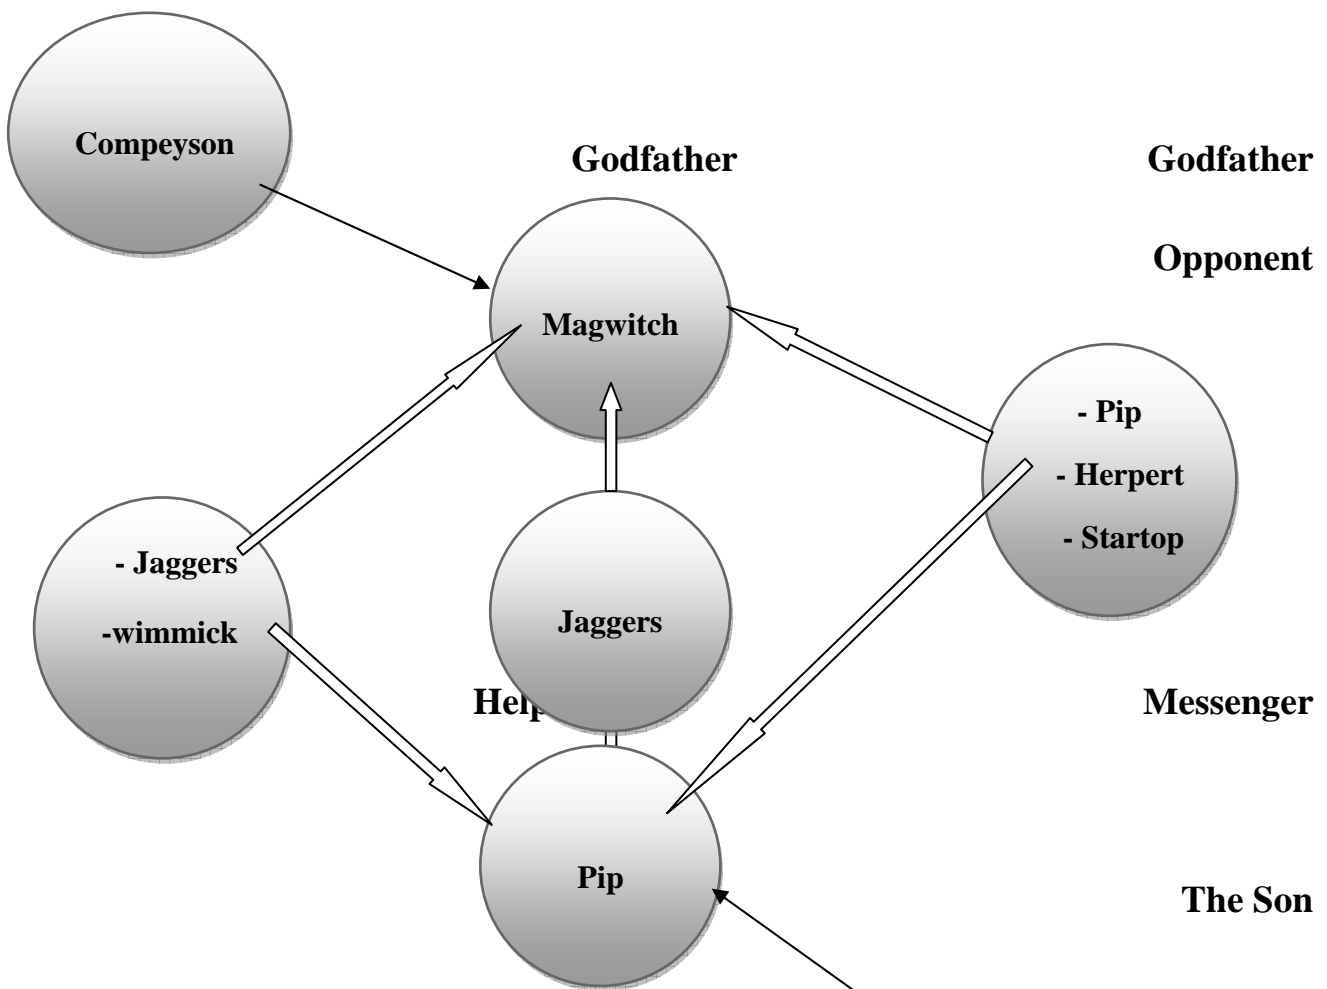 Compeyson
Godfather
Godfather
Opponent
Magwitch
- Pip
- Herpert
- Startop
- Jaggers
-wimmick
Jaggers
Messenger
Pip
The Son